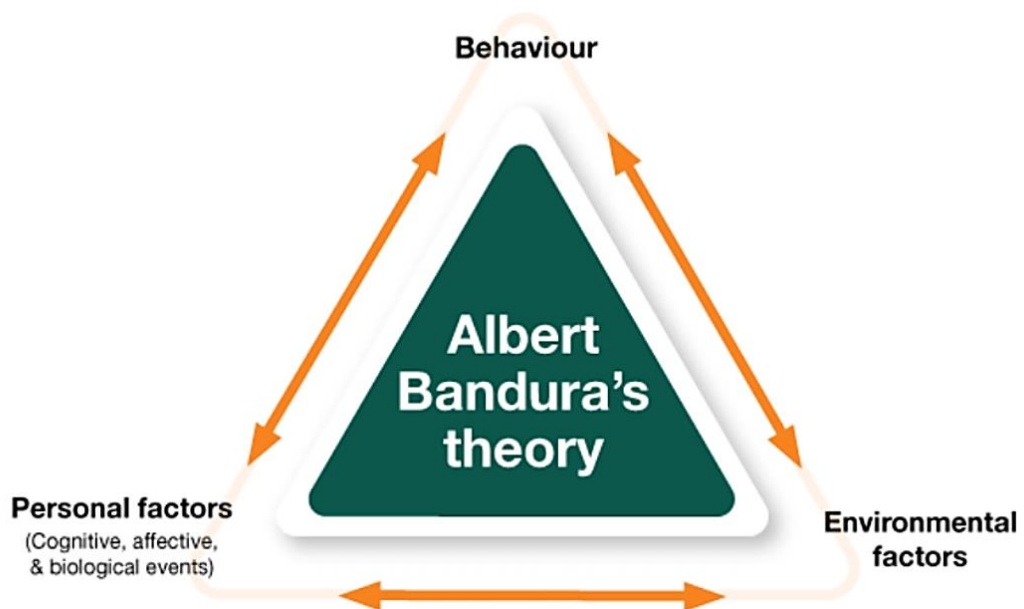 Behaviour
Albert
Bandura's
theory
Personal factors
(Cognitive, affective,
& biological events)
Environmental
factors